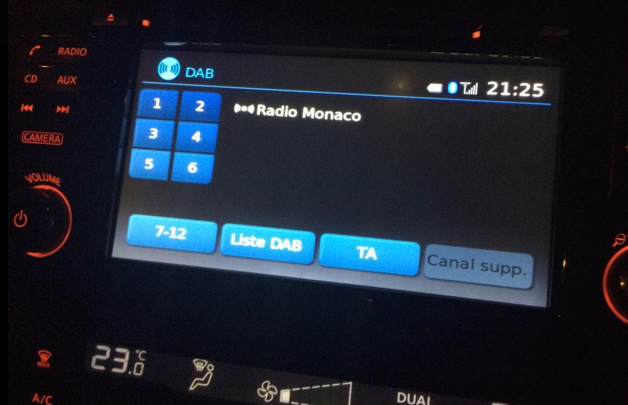 RADIO
CD AUX
CAMERA
VOLUME
DAB
21:25
1 2
3 4
5 6
Radio Monaco
7-12
Liste DAB
TA
Canal supp.
MAX
23.0 °C
A/C
DUAL